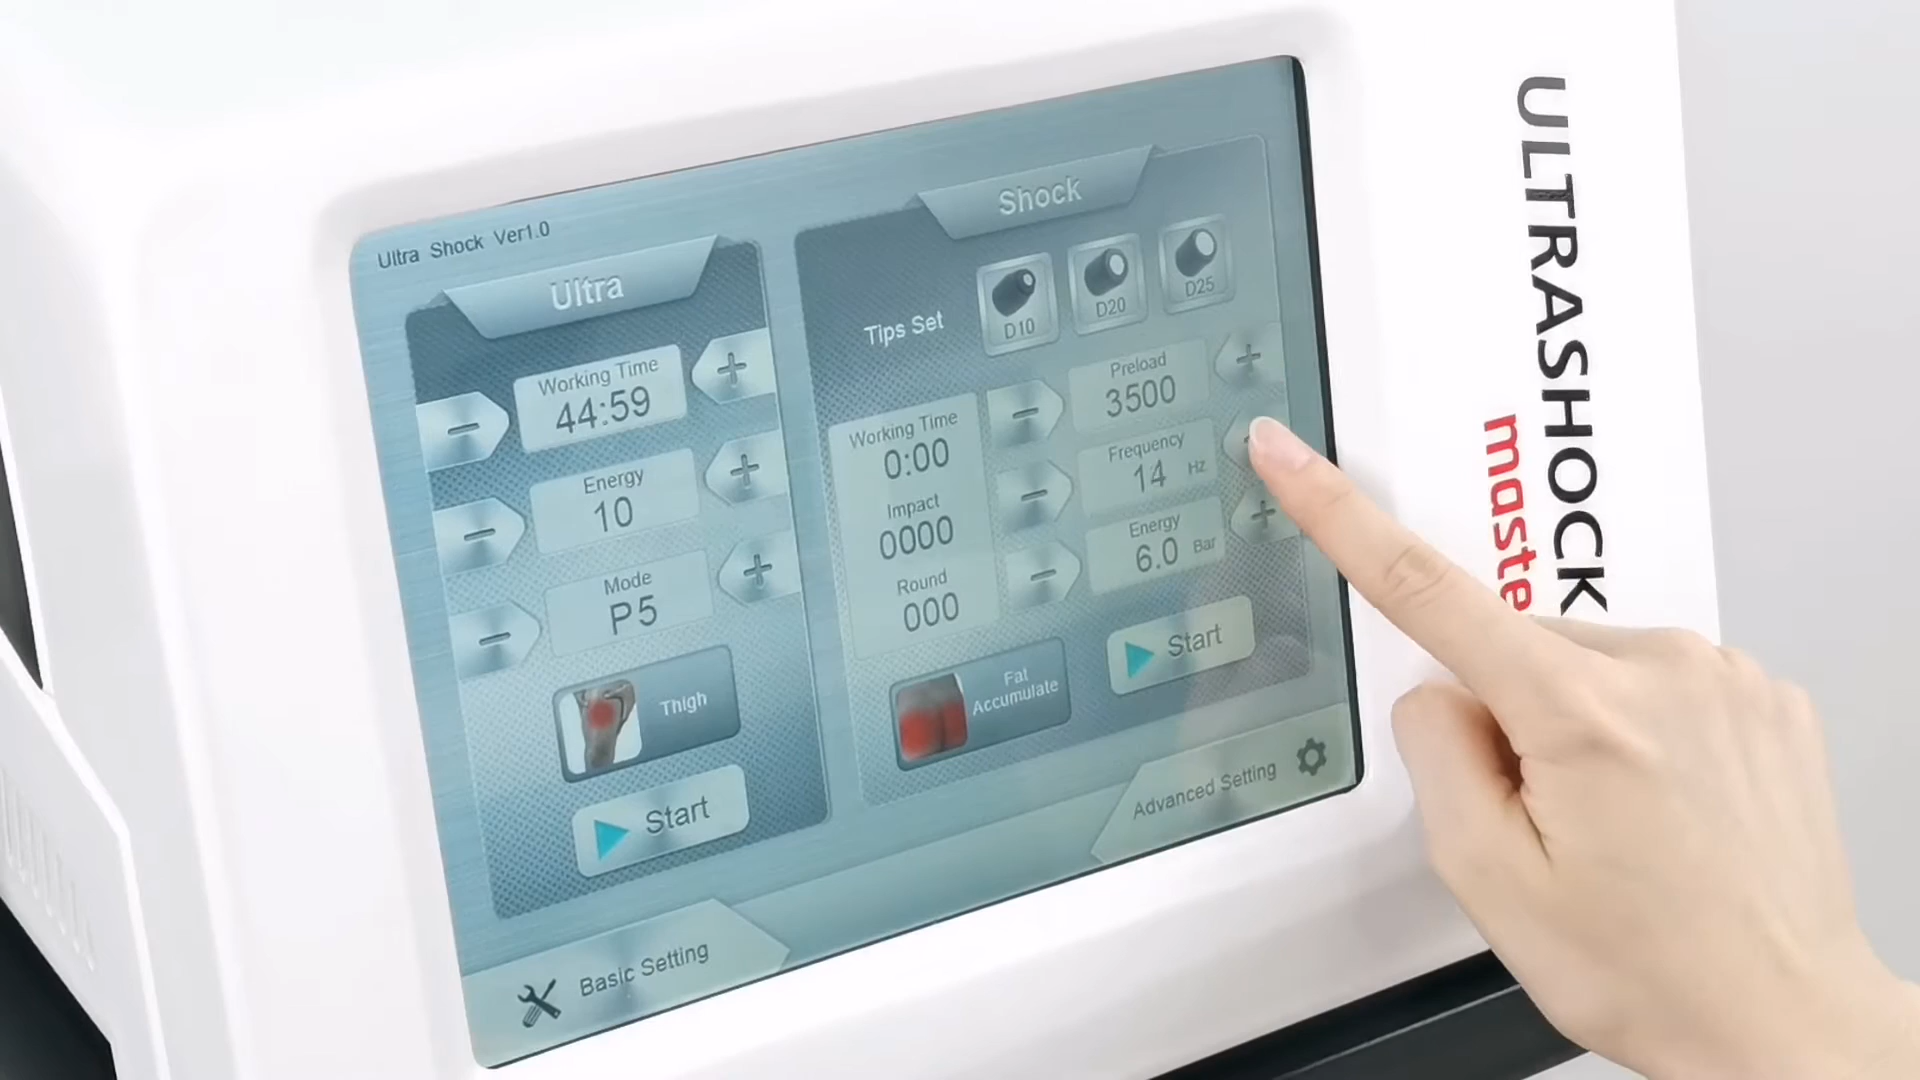 Ultra Shock Ver1.0
Ultra
Working Time
44:59
Energy
10
Mode
P5
Thigh
Start
Basic Setting
Shock
Tips Set
D10
D20
D25
Working Time
0:00
Impact
0000
Round
000
Preload
3500
Frequency
14 Hz
Energy
6.0 Bar
Fat
Accumulate
Start
Advanced Setting
ULTRASHOCK
maste